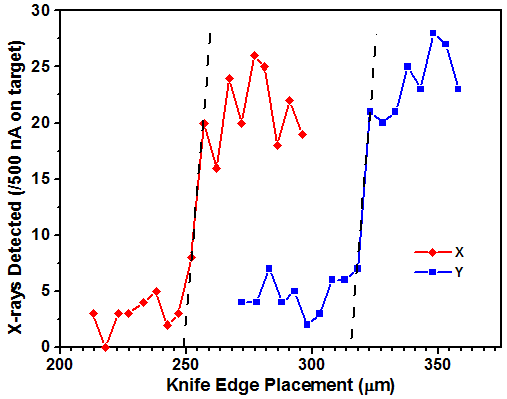 30
25
20
15
10
5
0
200
250
300
350
X-rays Detected (/500 nA on target)
Knife Edge Placement (μm)
X
Y